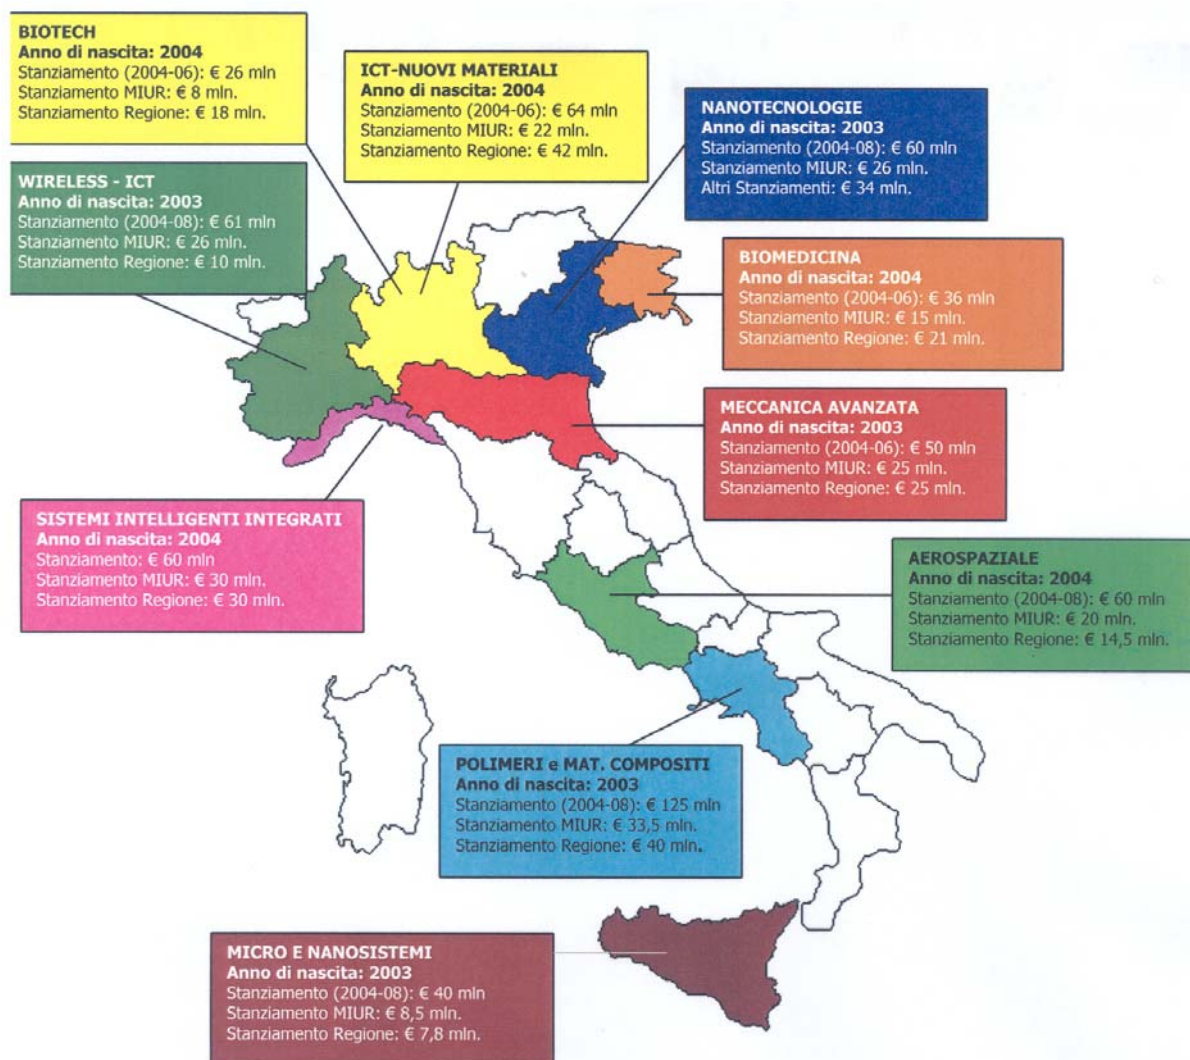 BIOTECH
Anno di nascita: 2004
Stanziamento (2004-06): € 26 mln
Stanziamento MIUR: € 8 mln.
Stanziamento Regione: € 18 mln.
ICT-NUOVI MATERIALI
Anno di nascita: 2004
Stanziamento (2004-06): € 64 mln
Stanziamento MIUR: € 22 mln.
Stanziamento Regione: € 42 mln.
NANOTECNOLOGIE
Anno di nascita: 2003
Stanziamento (2004-08): € 60 mln
Stanziamento MIUR: € 26 mln.
Altri Stanziamenti: € 34 mln.
WIRELESS - ICT
Anno di nascita: 2003
Stanziamento (2004-08): € 61 mln
Stanziamento MIUR: € 26 mln.
Stanziamento Regione: € 10 mln.
BIOMEDICINA
Anno di nascita: 2004
Stanziamento (2004-06): € 36 mln
Stanziamento MIUR: € 15 mln.
Stanziamento Regione: € 21 mln.
MECCANICA AVANZATA
Anno di nascita: 2003
Stanziamento (2004-06): € 50 mln
Stanziamento MIUR: € 25 mln.
Stanziamento Regione: € 25 mln.
SISTEMI INTELLIGENTI INTEGRATI
Anno di nascita: 2004
Stanziamento: € 60 mln
Stanziamento MIUR: € 30 mln.
Stanziamento Regione: € 30 mln.
AEROSPAZIALE
Anno di nascita: 2004
Stanziamento (2004-08): € 60 mln
Stanziamento MIUR: € 20 mln.
Stanziamento Regione: € 14,5 mln.
POLIMERI e MAT. COMPOSITI
Anno di nascita: 2003
Stanziamento (2004-08): € 125 mln
Stanziamento MIUR: € 33,5 mln.
Stanziamento Regione: € 40 mln.
MICRO E NANOSISTEMI
Anno di nascita: 2003
Stanziamento (2004-08): € 40 mln
Stanziamento MIUR: € 8,5 mln.
Stanziamento Regione: € 7,8 mln.